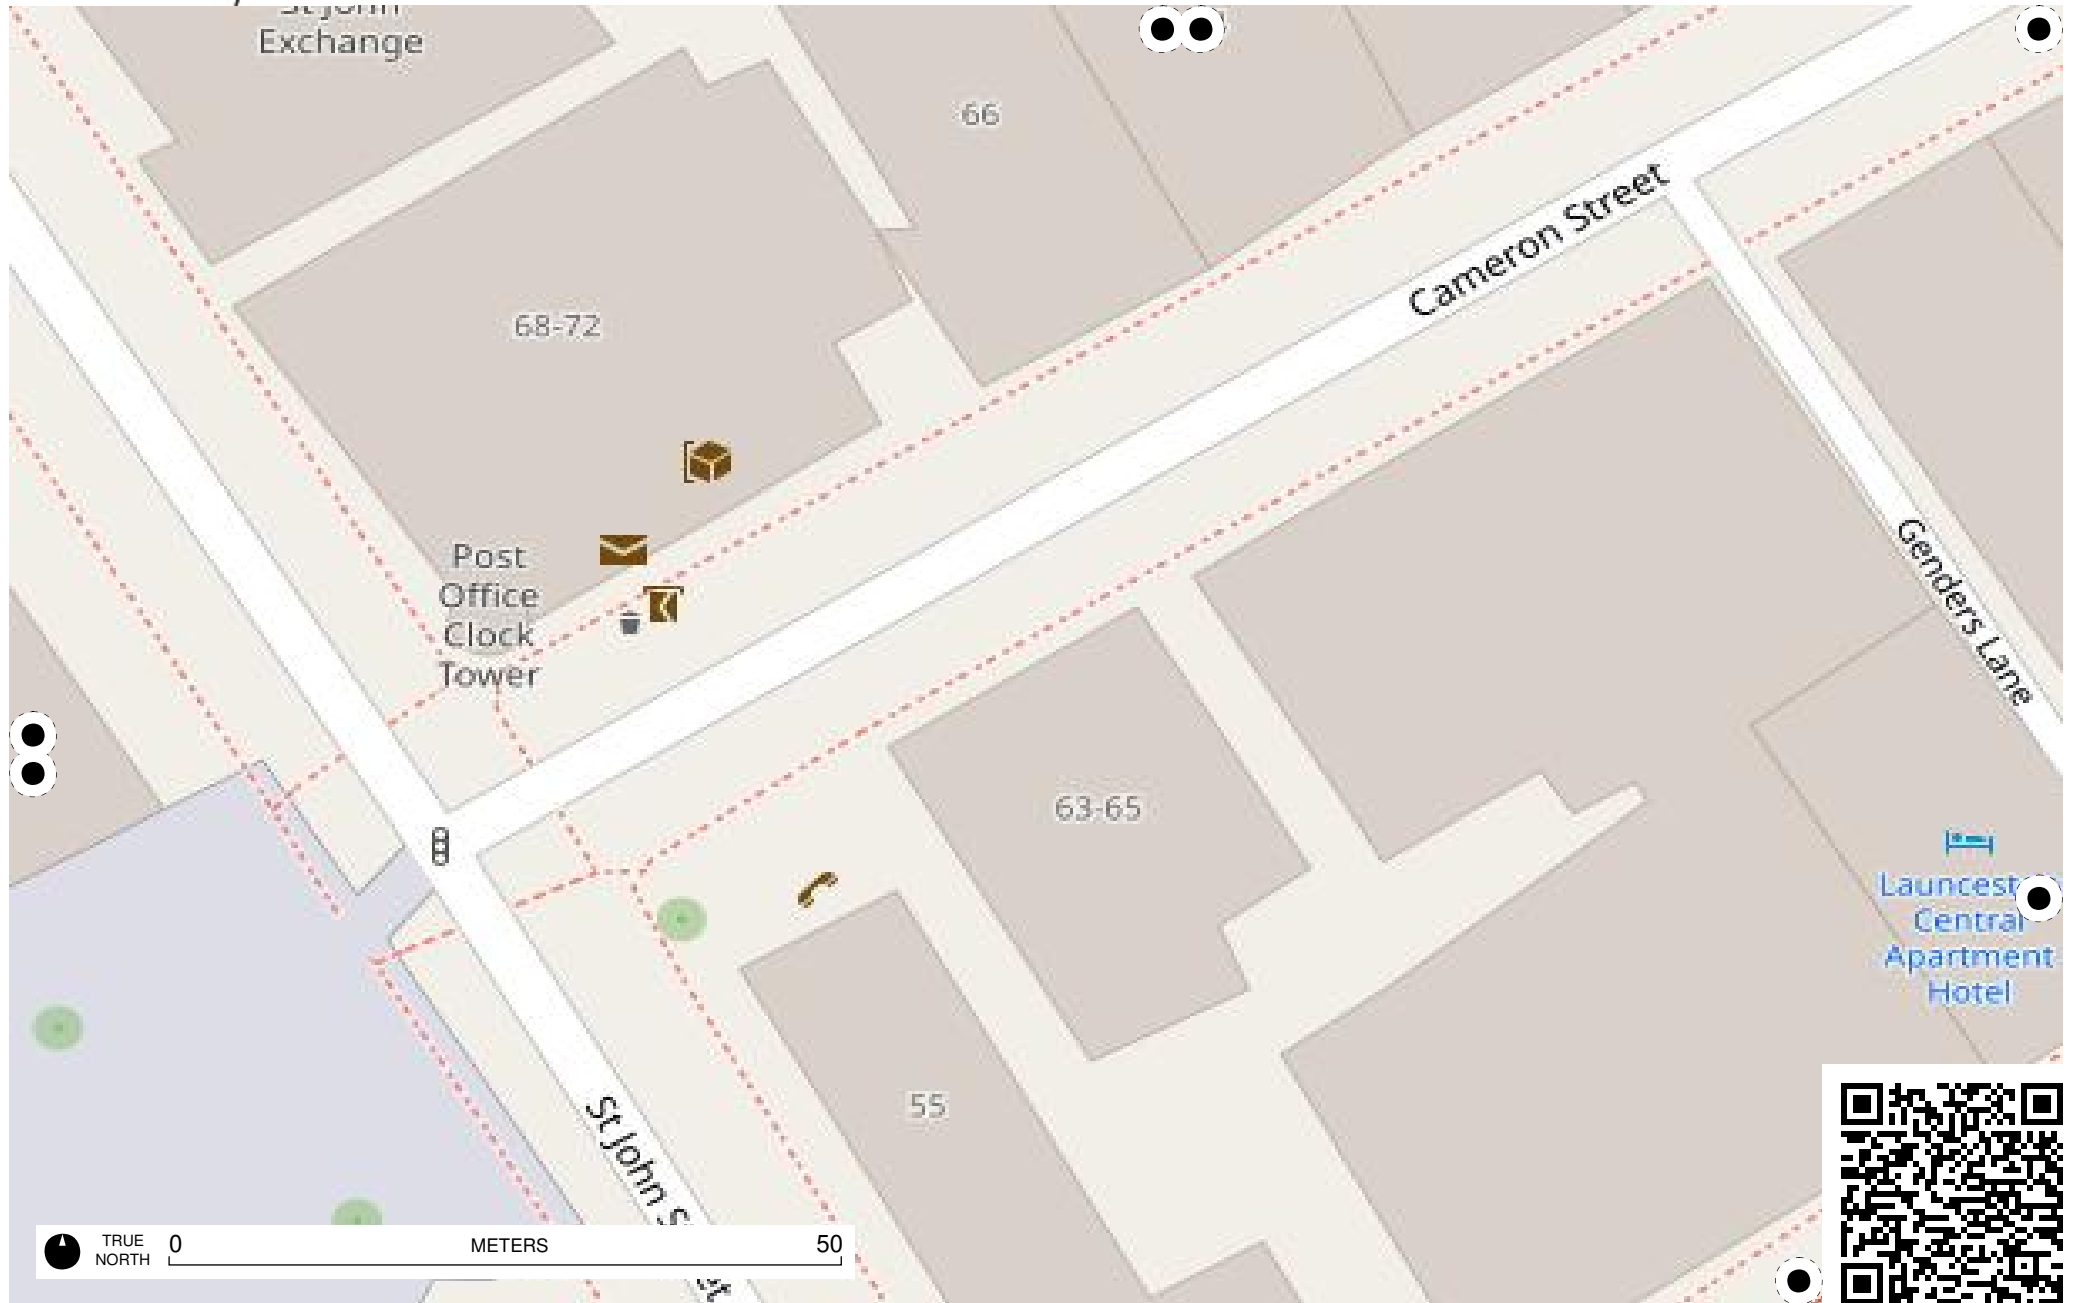 Exchange
66
Cameron Street
68-72
Post
Office
Clock
Tower
Genders Lane
63-65
Central
Apartment
Hotel
55
St John
TRUE
NORTH
0
METERS
50